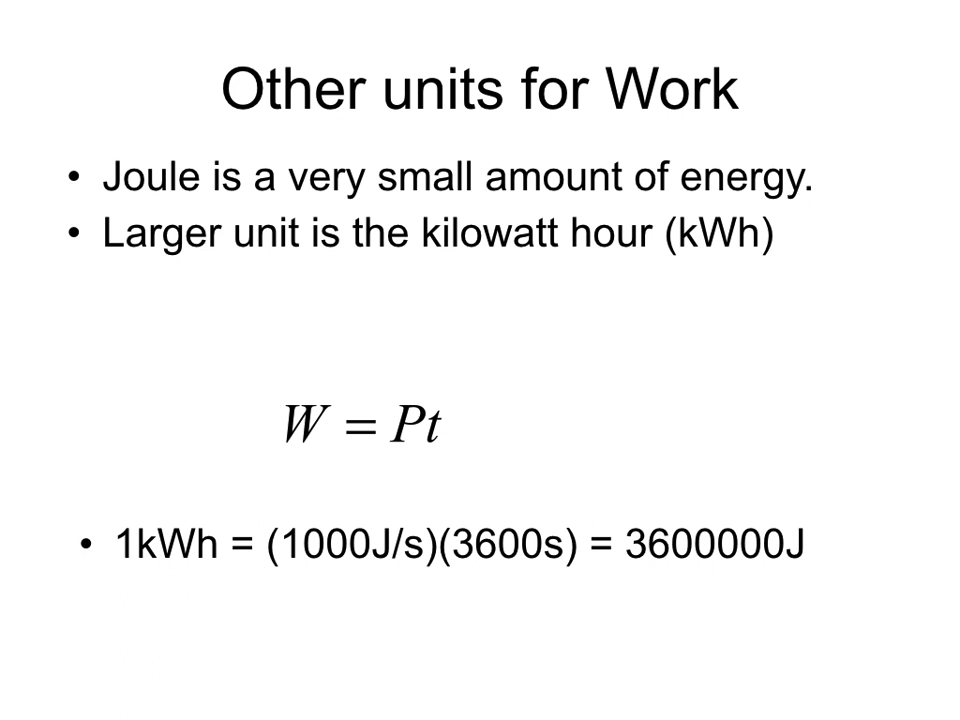 Other units for Work
• Joule is a very small amount of energy.
• Larger unit is the kilowatt hour (kWh)
W = Pt
• 1kWh = (1000J/s)(3600s) = 3600000J